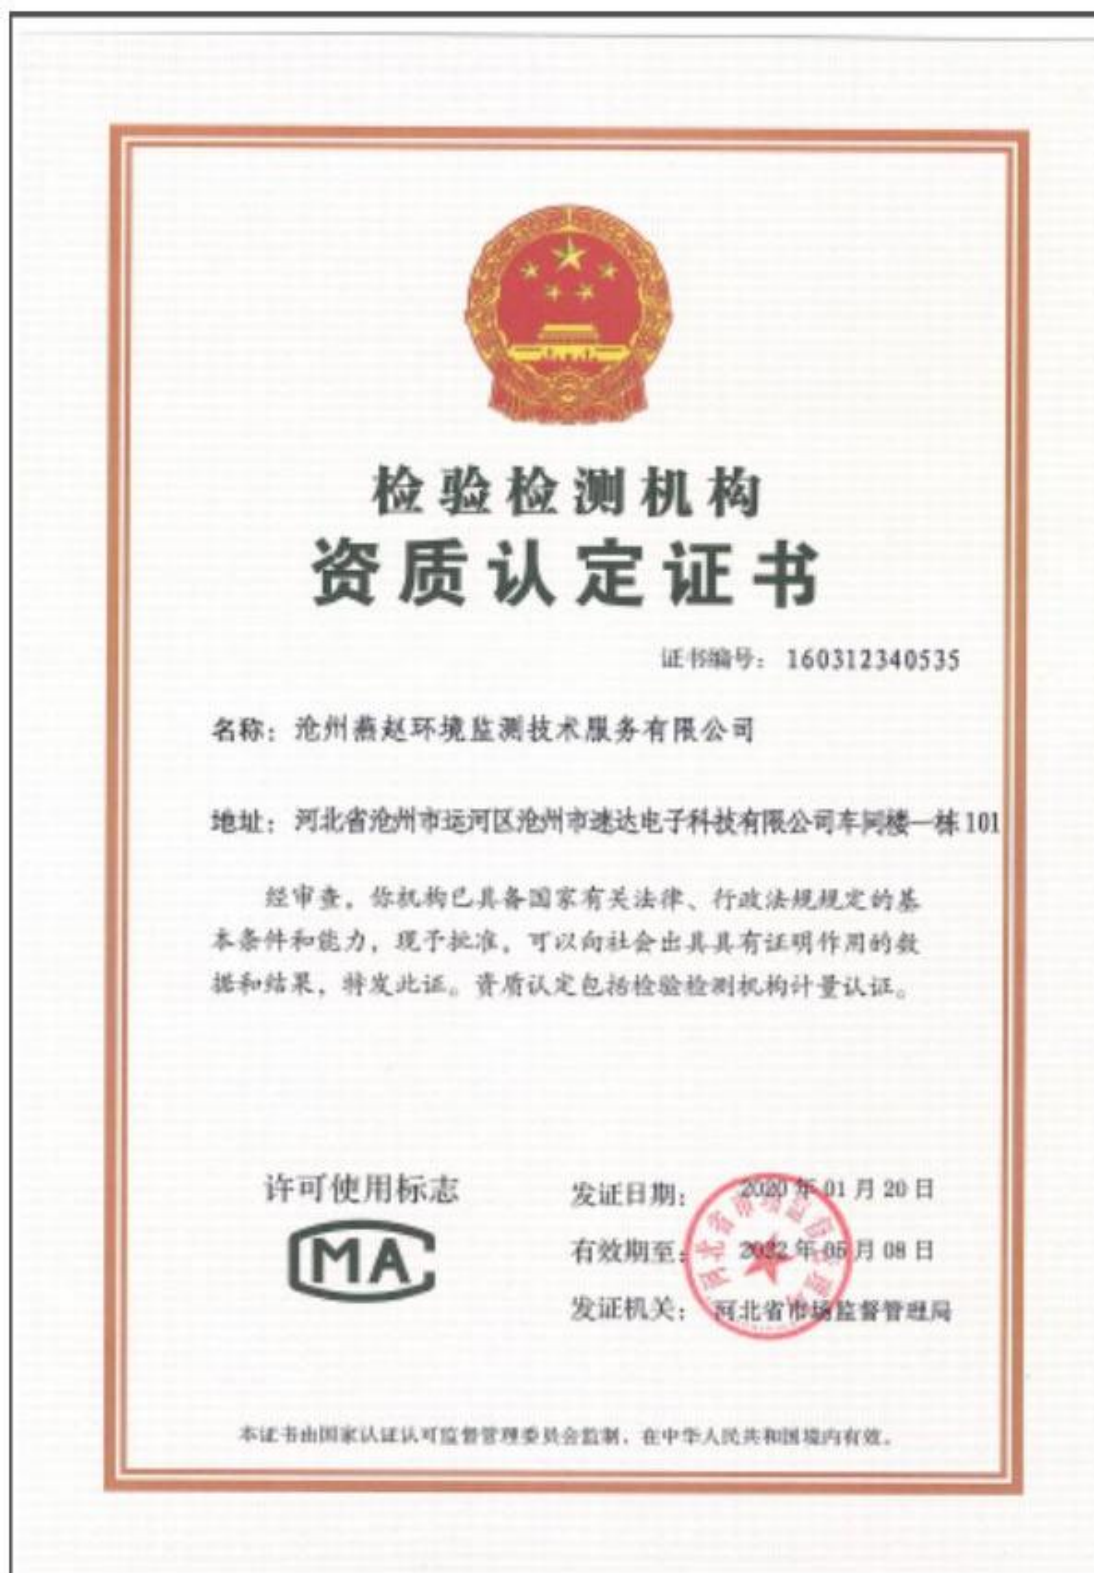 检验检测机构
资质认定证书
证书编号: 160312340535
名称: 沧州燕赵环境监测技术服务有限公司
地址: 河北省沧州市运河区沧州市速达电子科技有限公司车间楼一栋101
经审查, 你机构已具备国家有关法律、行政法规规定的基
本条件和能力, 现予批准, 可以向社会出具具有证明作用的数
据和结果, 特发此证。资质认定包括检验检测机构计量认证。
许可使用标志
MA
发证日期: 2020年01月20日
有效期至: 2022年05月08日
发证机关: 河北省市场监督管理局
河北省市场监督管理局
本证书由国家认证认可监督管理委员会监制, 在中华人民共和国境内有效。